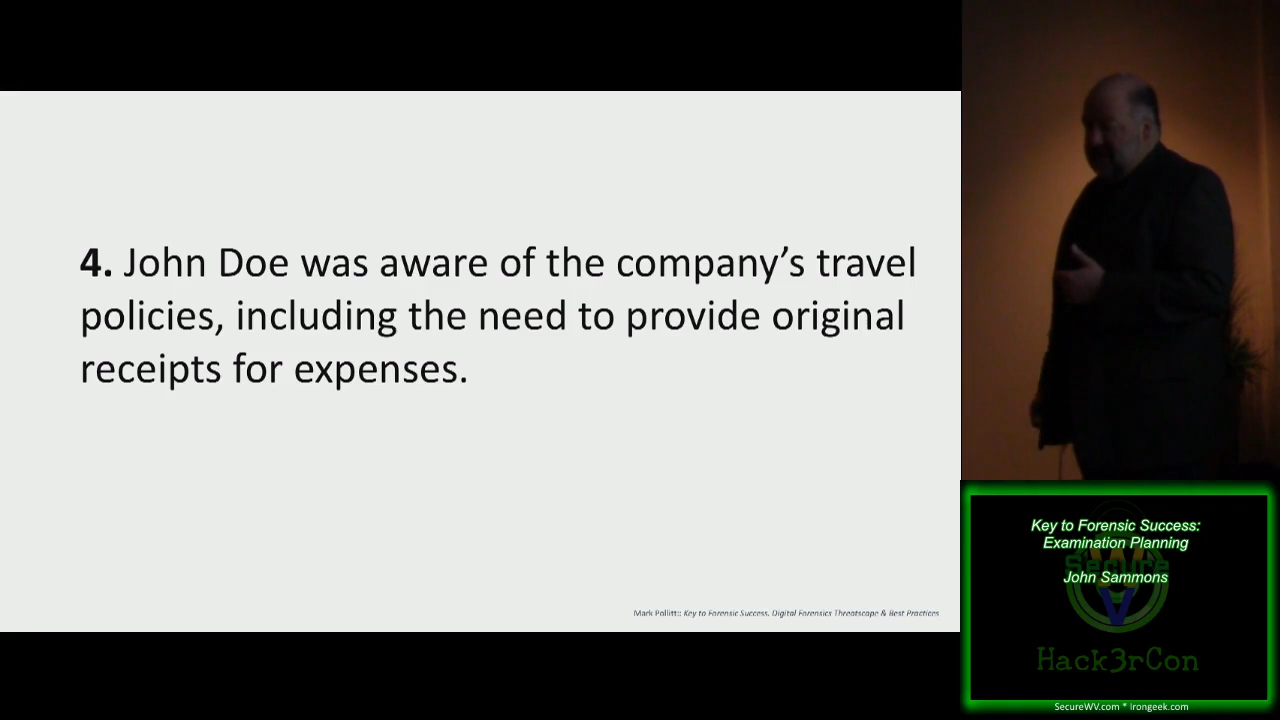 4. John Doe was aware of the company’s travel
policies, including the need to provide original
receipts for expenses.
Mark Pollitt:: Key to Forensic Success. Digital Forensics Threatscape & Best Practices
Key to Forensic Success:
Examination Planning
John Sammons
Secure
W
V
Hack3rCon
SecureWV.com * Irongeek.com